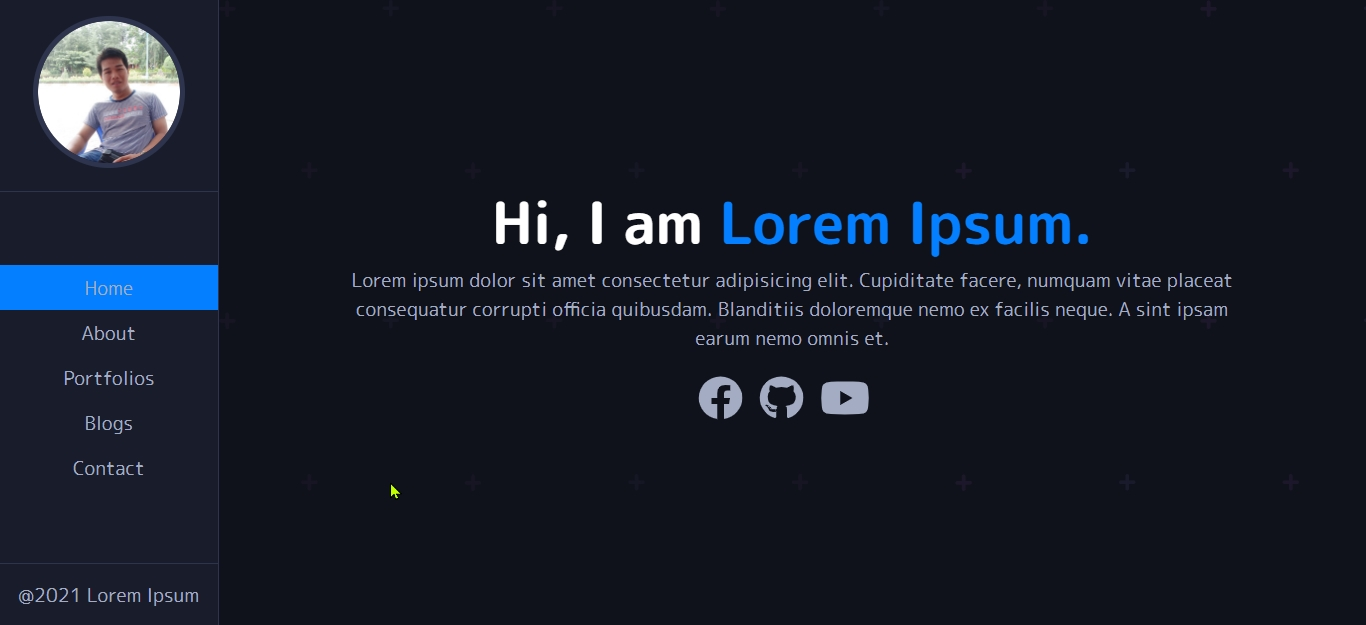 Home
About
Portfolios
Blogs
Contact
@2021 Lorem Ipsum
Hi, I am Lorem Ipsum.
Lorem ipsum dolor sit amet consectetur adipisicing elit. Cupiditate facere, numquam vitae placeat
consequatur corrupti officia quibusdam. Blanditiis doloremque nemo ex facilis neque. A sint ipsam
earum nemo omnis et.